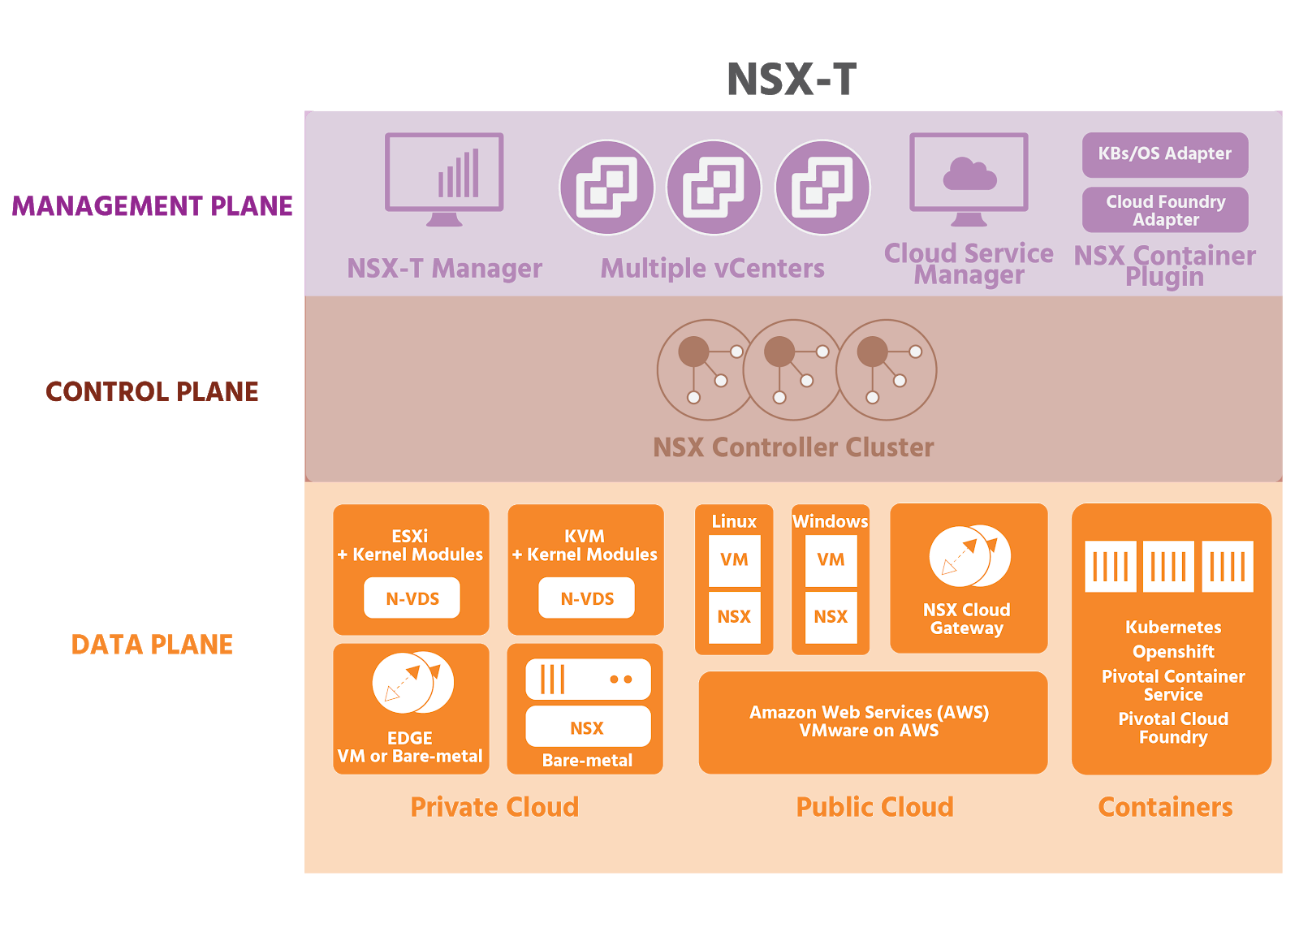 NSX-T
MANAGEMENT PLANE
NSX-T Manager
Multiple vCenters
Cloud Service
Manager
KBs/OS Adapter
Cloud Foundry
Adapter
NSX Container
Plugin
CONTROL PLANE
NSX Controller Cluster
DATA PLANE
ESXi
+ Kernel Modules
N-VDS
KVM
+ Kernel Modules
N-VDS
EDGE
VM or Bare-metal
NSX
Bare-metal
Private Cloud
Linux
VM
NSX
Windows
VM
NSX
NSX Cloud
Gateway
Amazon Web Services (AWS)
VMware on AWS
Public Cloud
Kubernetes
Openshift
Pivotal Container
Service
Pivotal Cloud
Foundry
Containers